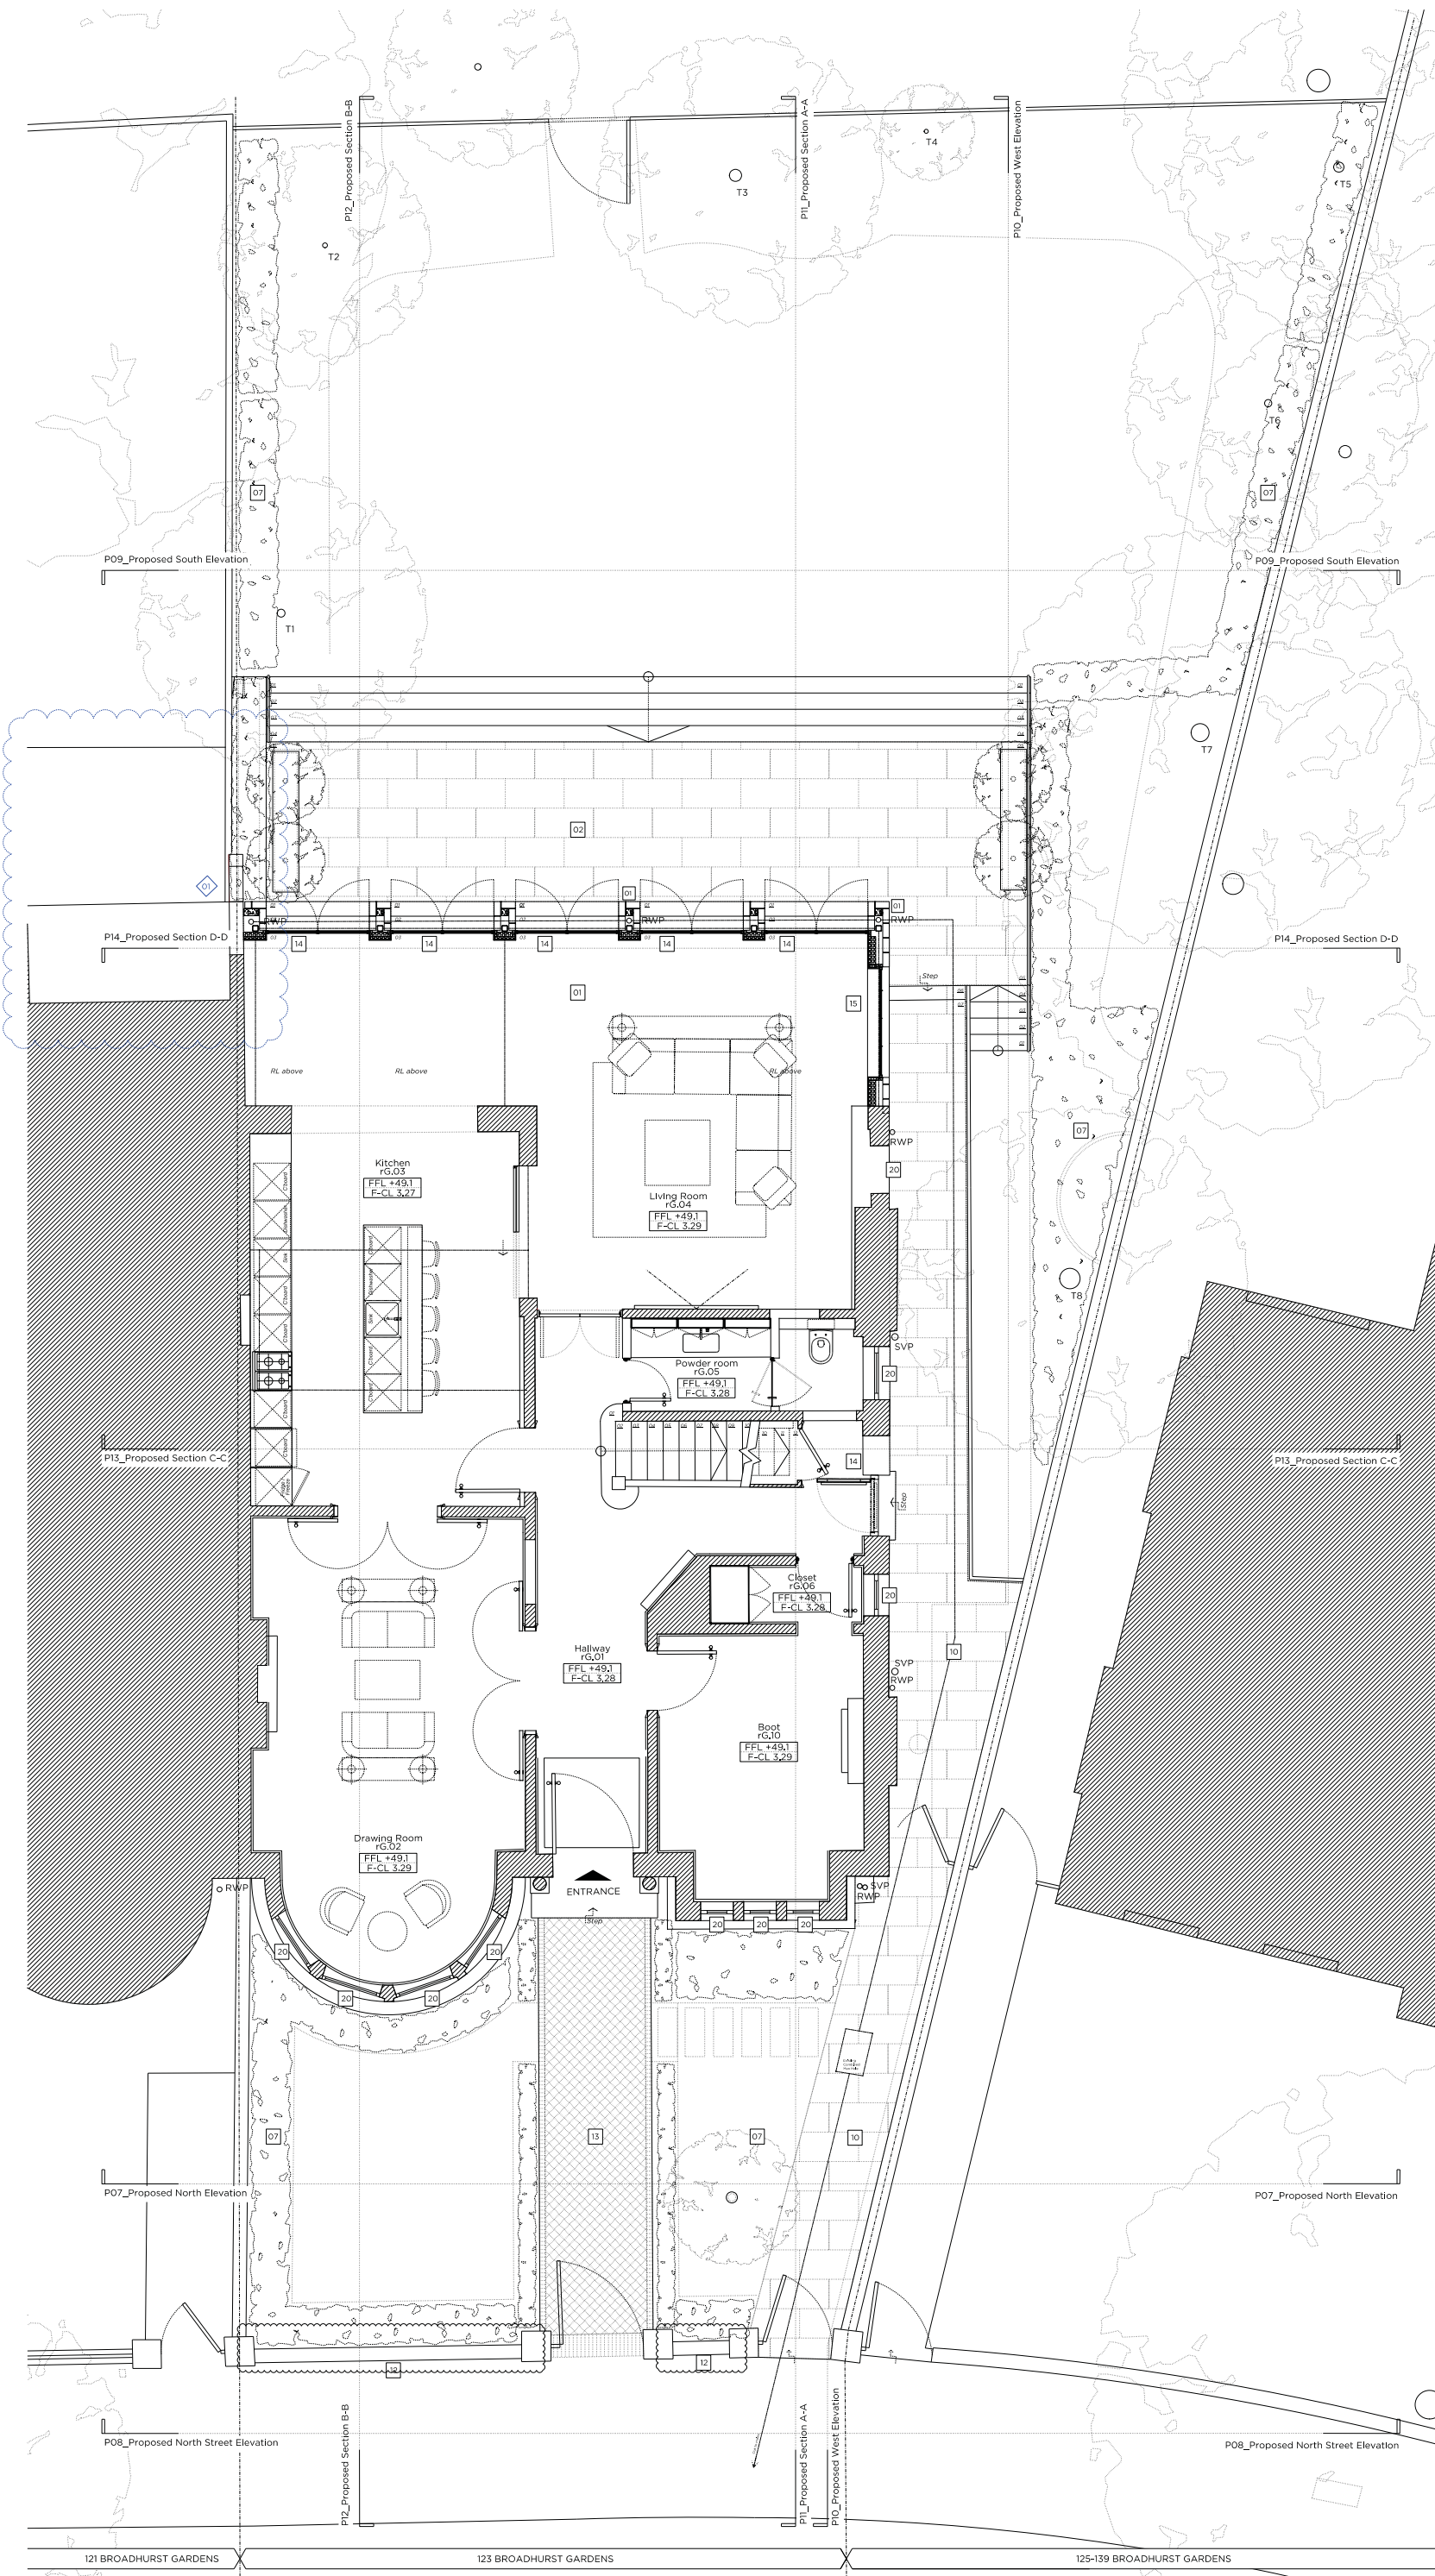 P12_Proposed Section B-B
P11_Proposed Section A-A
P10_Proposed West Elevation
T4
T3
T5
T2
T6
07
07
P09_Proposed South Elevation
P09_Proposed South Elevation
T1
T7
02
01
01
01
RWP
RWP
RWP
P14_Proposed Section D-D
14
14
14
14
14
P14_Proposed Section D-D
Step
01
15
RL above
RL above
RL above
07
RWP
20
Kitchen
rG.03
FFL +49.1
F-CL 3.27
Living Room
rG.04
FFL +49.1
F-CL 3.29
T8
SVP
20
Powder room
rG.05
FFL +49.1
F-CL 3.28
P13_Proposed Section C-C
14
P13_Proposed Section C-C
Step
Closet
rG.06
FFL +49.1
F-CL 3.28
20
Hallway
rG.01
FFL +49.1
F-CL 3.28
10
SVP
RWP
Boot
rG.10
FFL +49.1
F-CL 3.29
Drawing Room
rG.02
FFL +49.1
F-CL 3.29
RWP
ENTRANCE
SVP
RWP
Step
20
20
20
20
20
20
20
07
13
07
10
P07_Proposed North Elevation
P07_Proposed North Elevation
12
12
P12_Proposed Section B-B
P11_Proposed Section A-A
P10_Proposed West Elevation
P08_Proposed North Street Elevation
P08_Proposed North Street Elevation
121 BROADHURST GARDENS
123 BROADHURST GARDENS
125-139 BROADHURST GARDENS